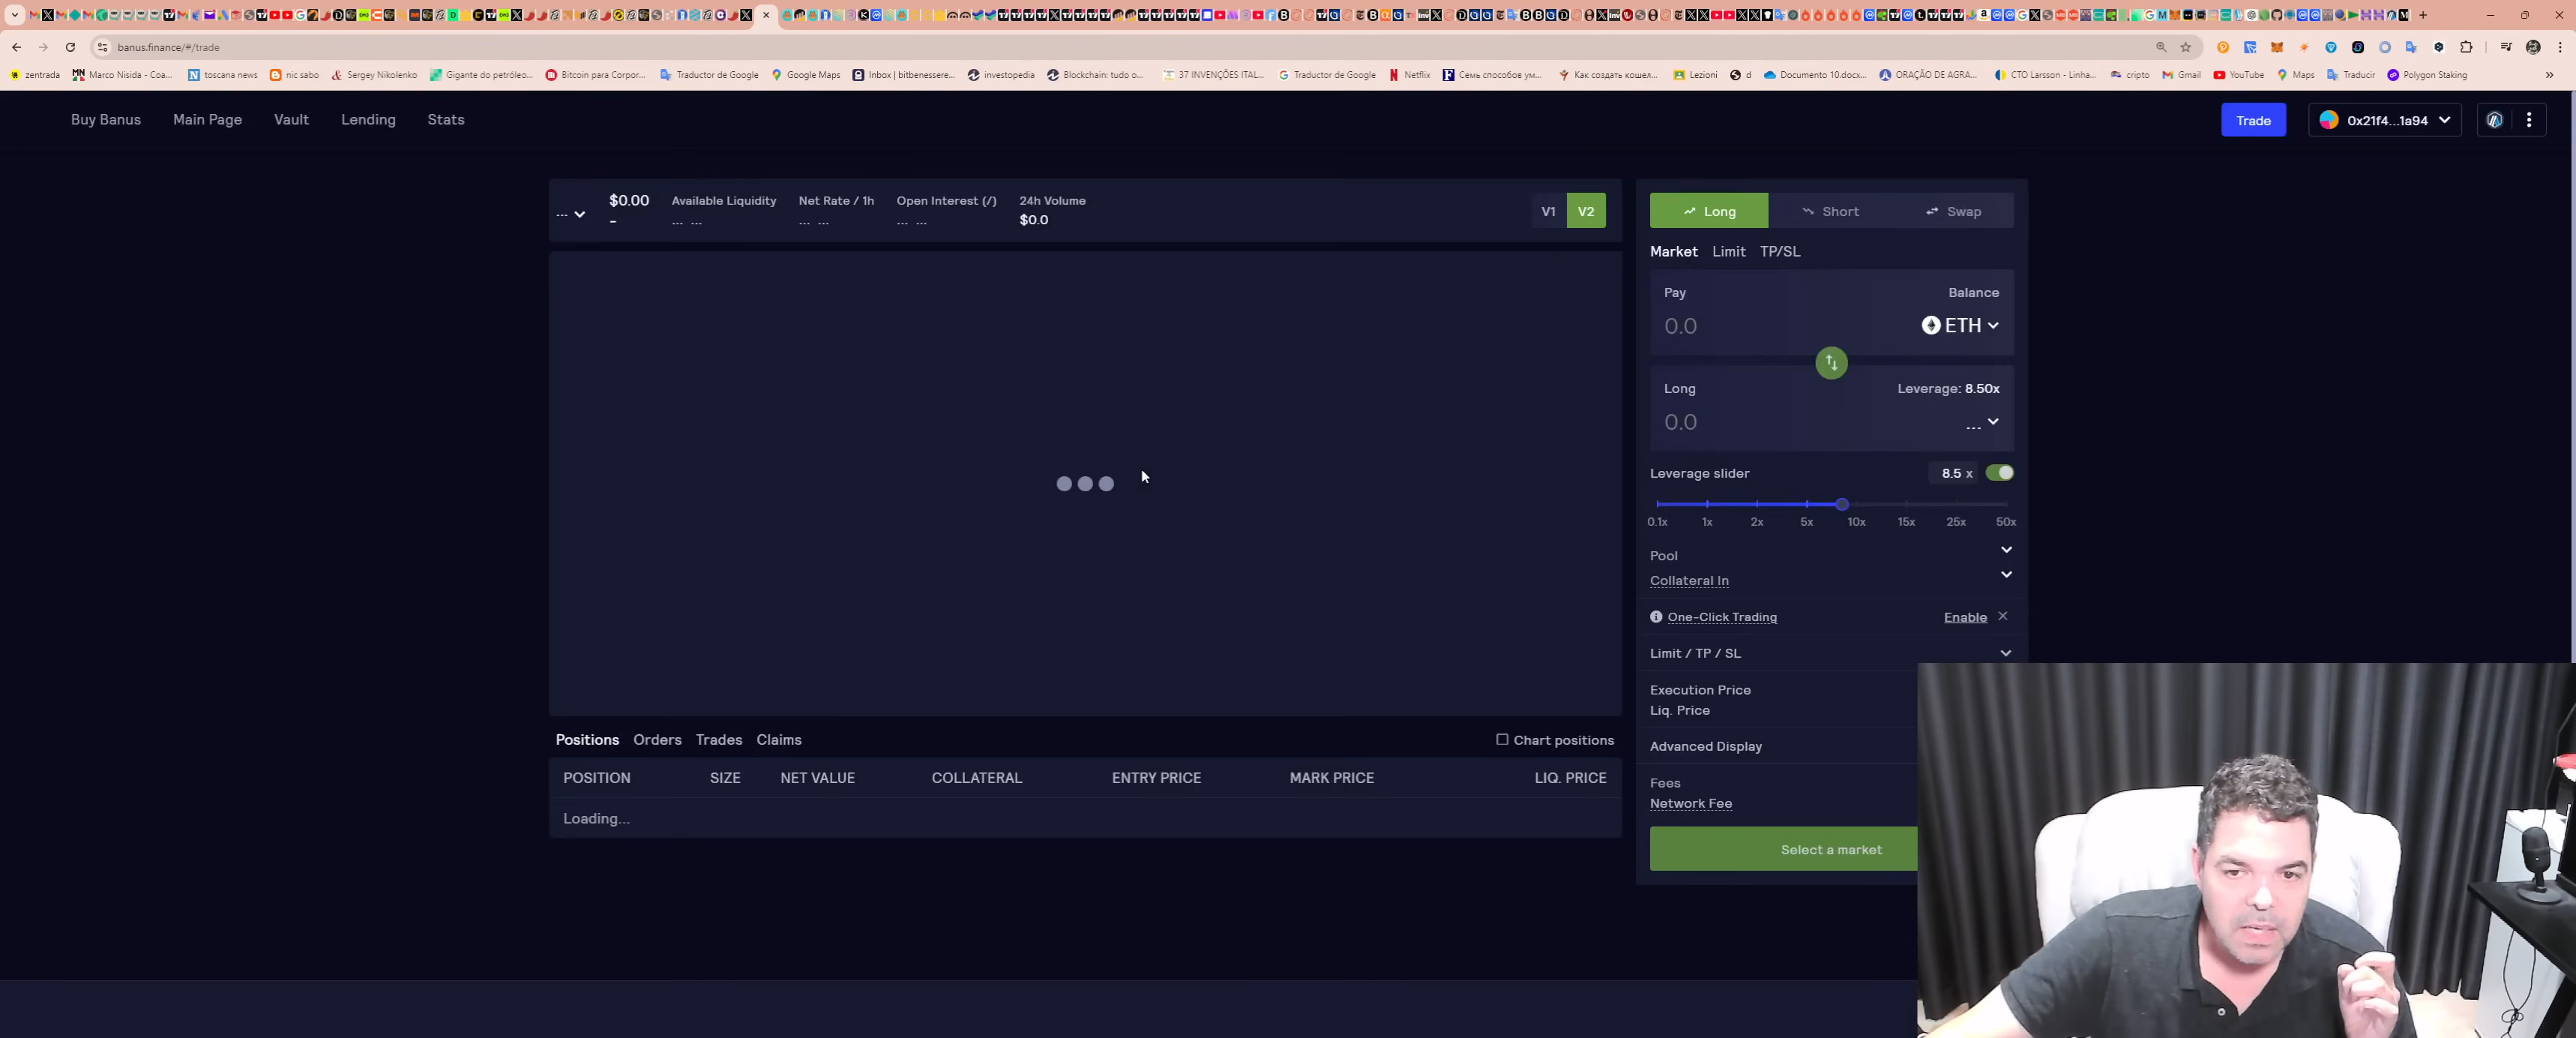 banus.finance/#/trade
zentrada
Marco Nisida - Coa...
toscana news
nic sabo
Sergey Nikolenko
Gigante do petróleo...
Bitcoin para Corpor...
Traductor de Google
Google Maps
Inbox | bitbenessere...
investopedia
Blockchain: tudo o...
37 INVENÇÕES ITAL...
Traductor de Google
Netflix
Семь способов ум...
Как создать кошел...
Lezioni
d
Documento 10.docx...
ORAÇÃO DE AGRA...
CTO Larsson - Linha...
cripto
Gmail
YouTube
Maps
Traducir
Polygon Staking
Buy Banus
Main Page
Vault
Lending
Stats
Trade
0x21f4...1a94
...
$0.00
-
Available Liquidity
... ...
Net Rate / 1h
... ...
Open Interest (/)
... ...
24h Volume
$0.0
V1
V2
Long
Short
Swap
Market
Limit
TP/SL
Pay
Balance
0.0
ETH
Long
Leverage: 8.50x
0.0
...
Leverage slider
8.5 x
0.1x
1x
2x
5x
10x
15x
25x
50x
Pool
Collateral In
One-Click Trading
Enable
Limit / TP / SL
Execution Price
Liq. Price
Advanced Display
Fees
Network Fee
Select a market
Positions
Orders
Trades
Claims
Chart positions
POSITION
SIZE
NET VALUE
COLLATERAL
ENTRY PRICE
MARK PRICE
LIQ. PRICE
Loading...